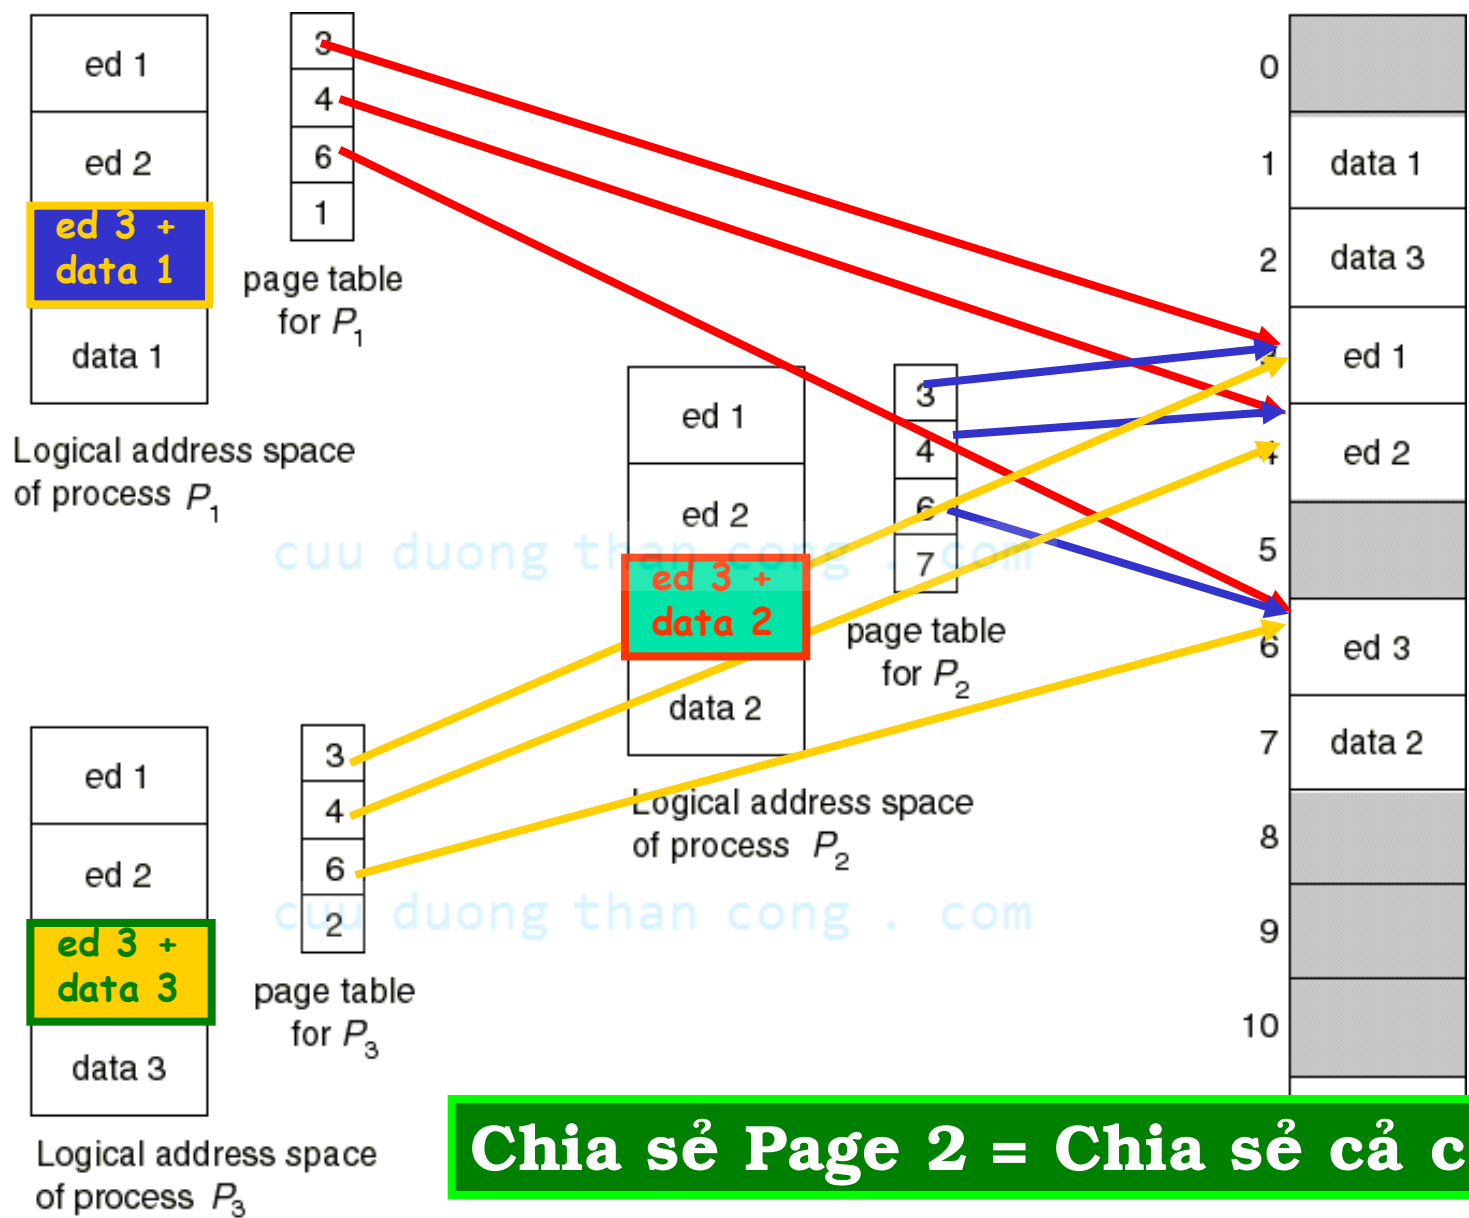 ed 1
ed 2
ed 3 +
data 1
data 1
3
4
6
1
page table
for P1
Logical address space
of process P1
ed 1
ed 2
ed 3 +
data 2
data 2
3
4
6
7
page table
for P2
Logical address space
of process P2
cuu duong than cong . com
ed 1
ed 2
ed 3 +
data 3
data 3
3
4
6
2
page table
for P3
Logical address space
of process P3
cuu duong than cong . com
0
1 data 1
2 data 3
ed 1
4 ed 2
5
6 ed 3
7 data 2
8
9
10
Chia sẻ Page 2 = Chia sẻ cả c